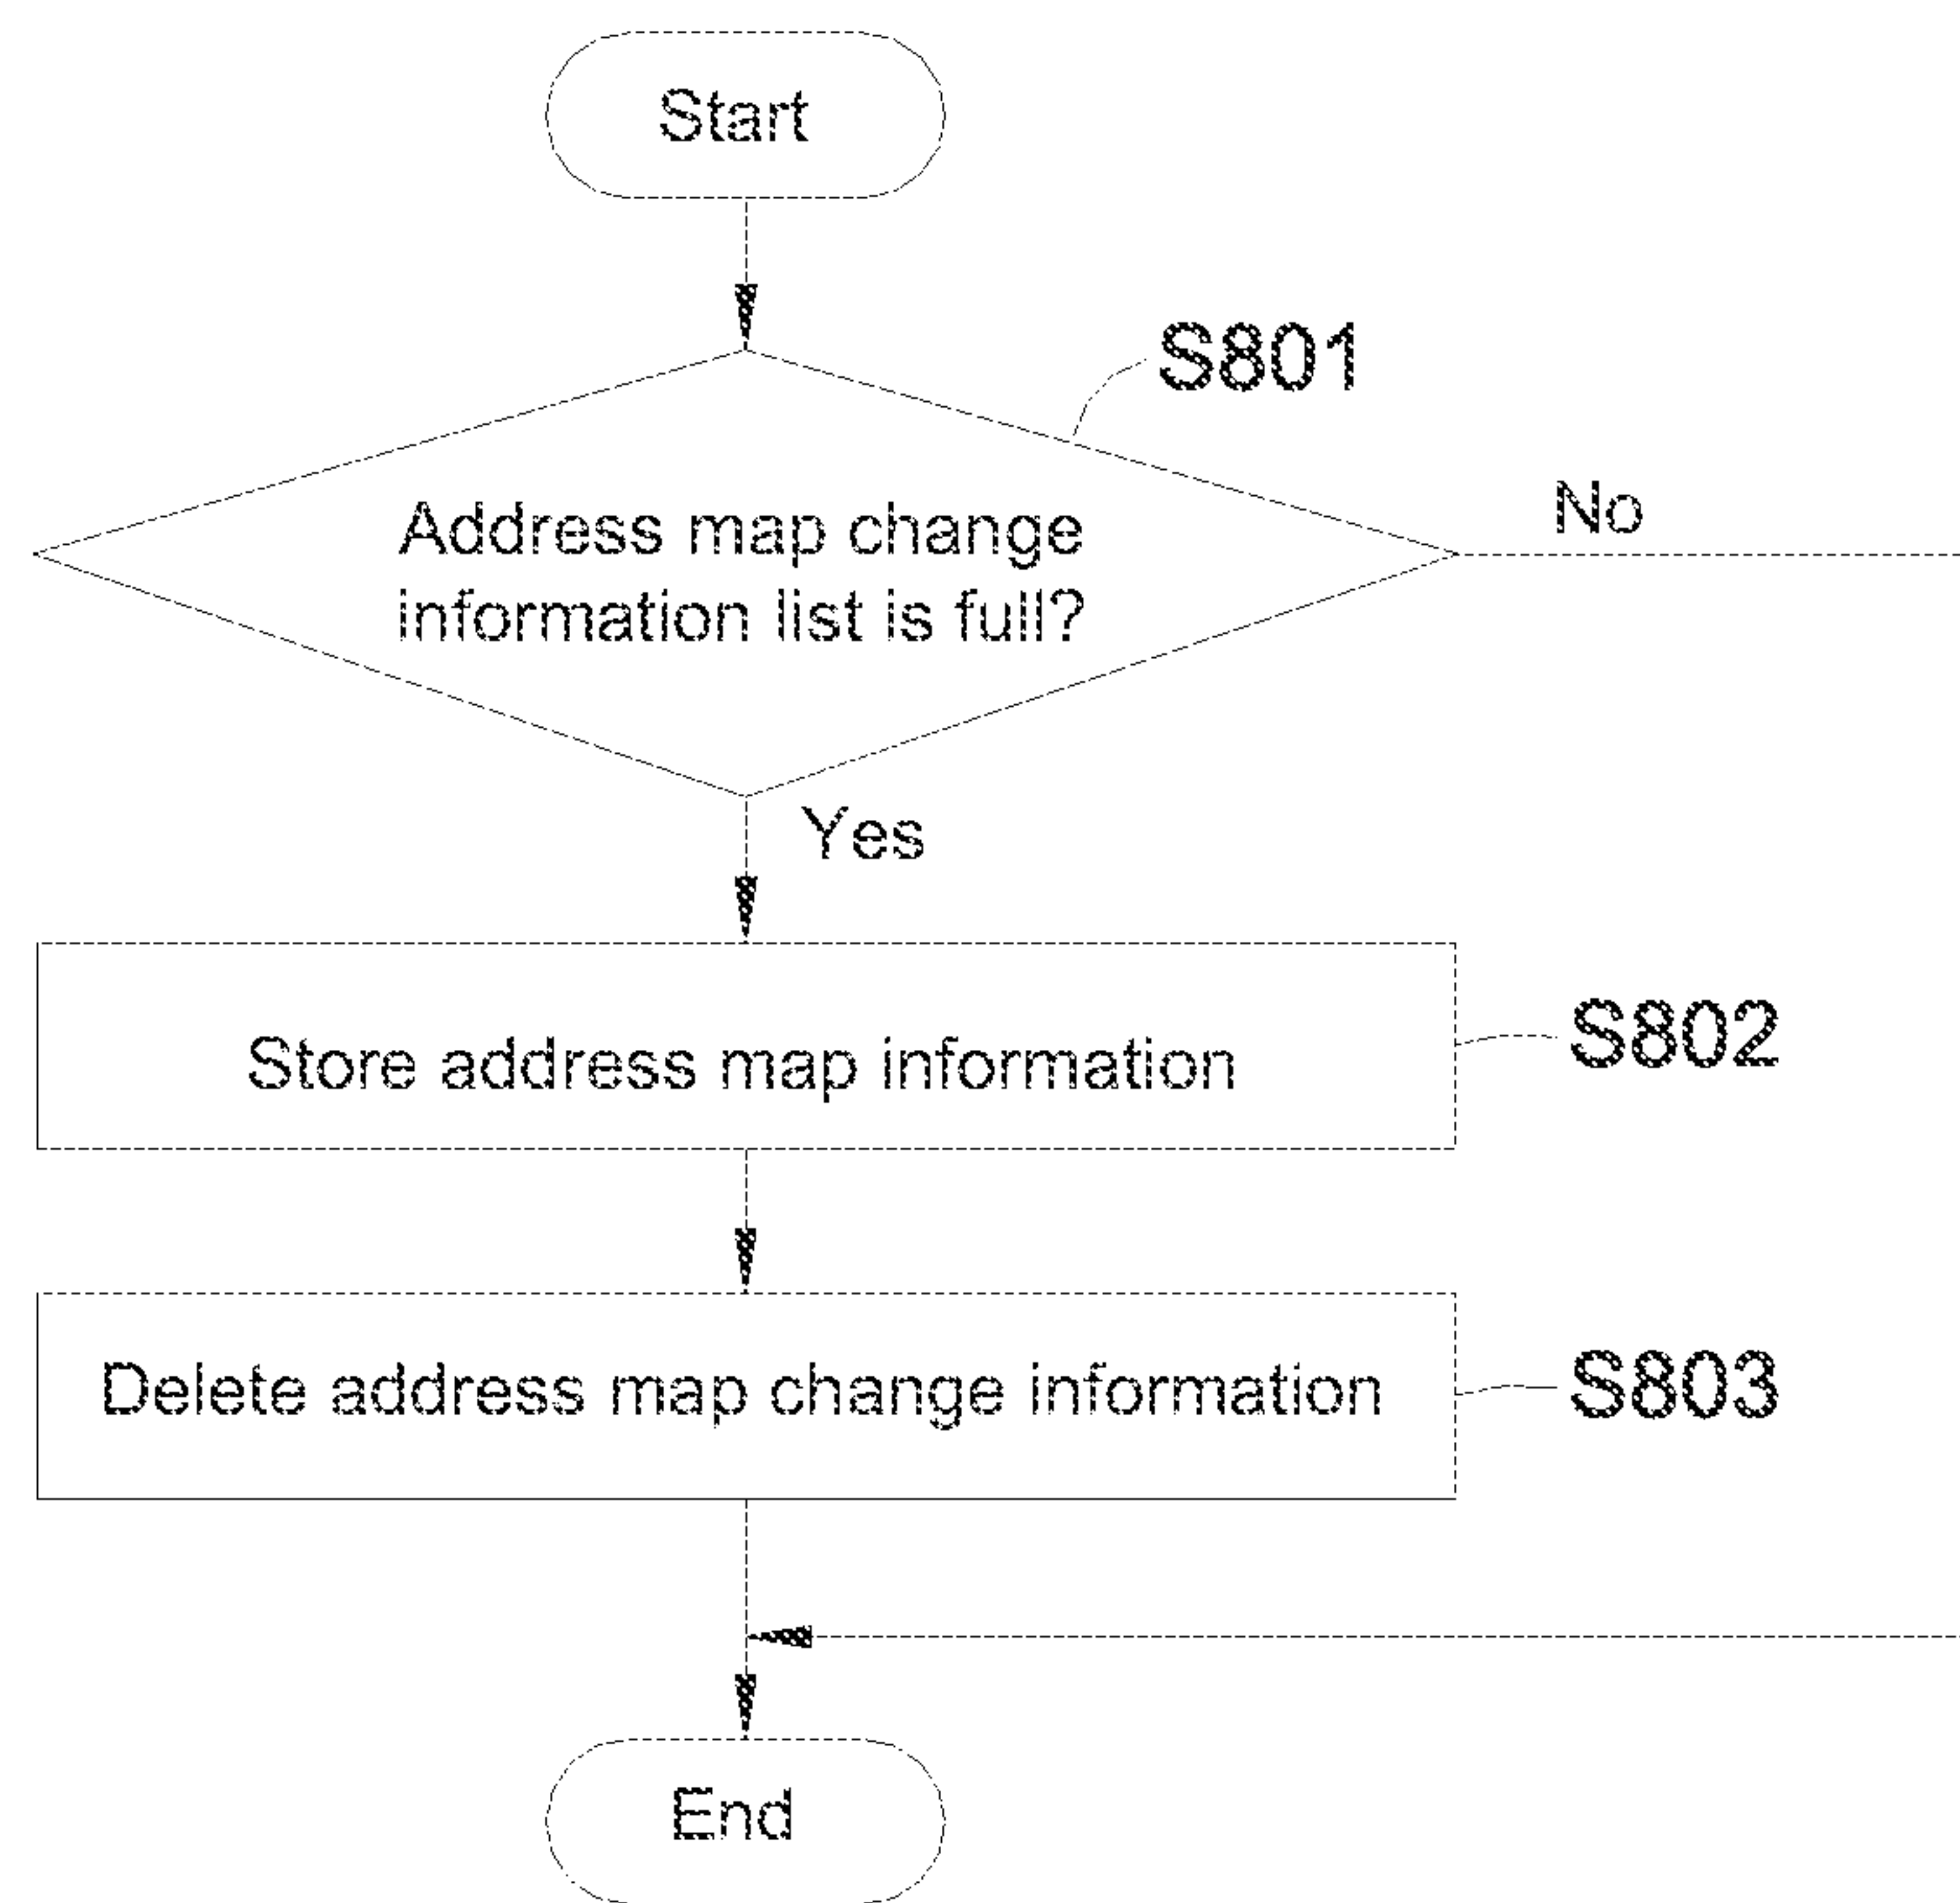 Start
S801
Address map change
information list is full?
No
Yes
Store address map information
S802
Delete address map change information
S803
End